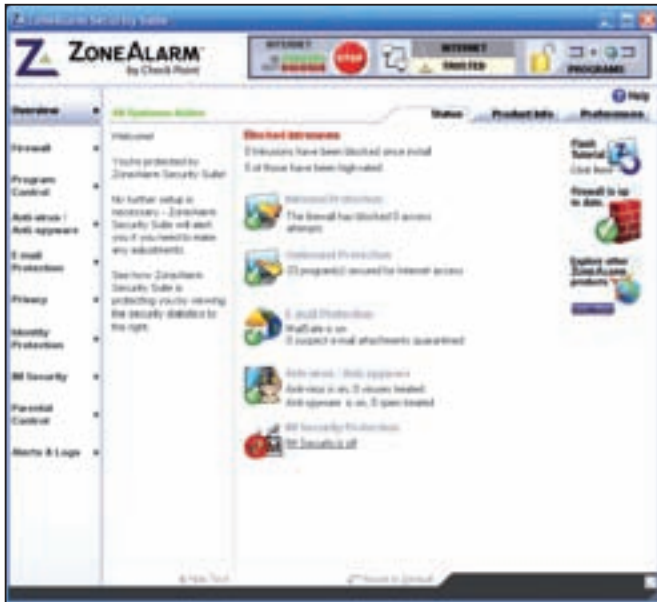 ZoneAlarm Security Suite
ZONEALARM
by Check Point
INTERNET
STOP
INTERNET
TRUSTED
PROGRAMS
Help
Overview
Firewall
Program
Control
Anti-virus /
Anti-spyware
E-mail
Protection
Privacy
Identity
Protection
IM Security
Parental
Control
Alerts & Logs
All Systems Active
Status
Product Info
Preferences
Welcome!
You're protected by
ZoneAlarm Security Suite!
No further setup is
necessary - ZoneAlarm
Security Suite will alert
you if you need to make
any adjustments.
See how ZoneAlarm
Security Suite is
protecting you by viewing
the security statistics to
the right.
Blocked Intrusions
0 Intrusions have been blocked since install
0 of those have been high-rated
Inbound Protection
The firewall has blocked 0 access
attempts
Outbound Protection
program(s) secured for Internet access
E-mail Protection
MailSafe is on
0 suspect e-mail attachments quarantined
Anti-virus / Anti-spyware
Anti-virus is on, 0 viruses treated
Anti-spyware is on, 0 spies treated
IM Security Protection
IM Security is off
Flash
Tutorial
Click Here
Firewall is up
to date.
Explore other
ZoneAlarm
products
Hide Text
Reset to Default